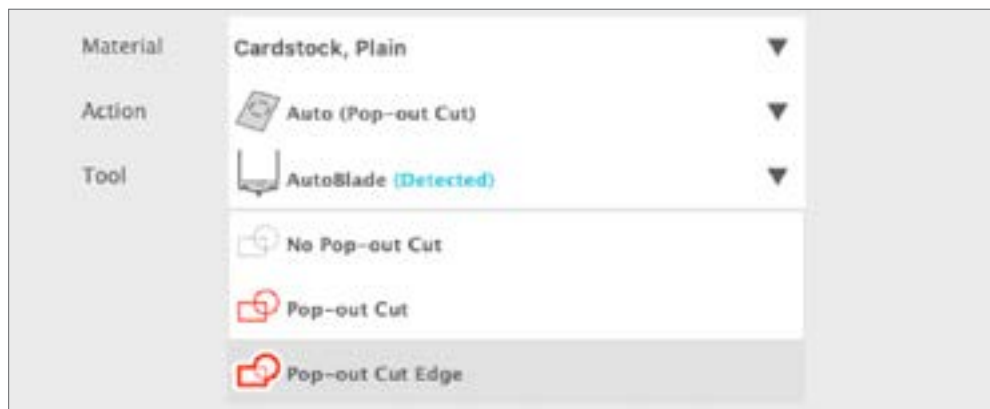 Material Cardstock, Plain
Action Auto (Pop-out Cut)
Tool AutoBlade (Detected)
No Pop-out Cut
Pop-out Cut
Pop-out Cut Edge